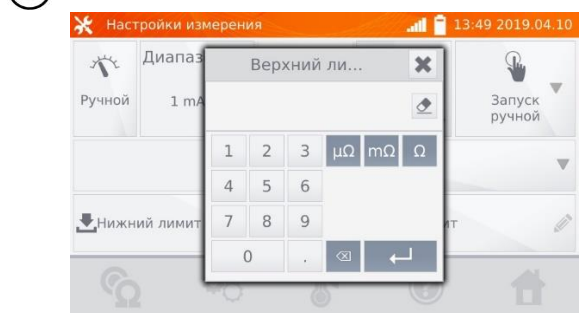 Настройки измерения 13:49 2019.04.10
Диапаз
Верхний ли...
Ручной
1 mA
Запуск
ручной
1 2 3 μΩ mΩ Ω
4 5 6
7 8 9
0 .
Нижний лимит
ит